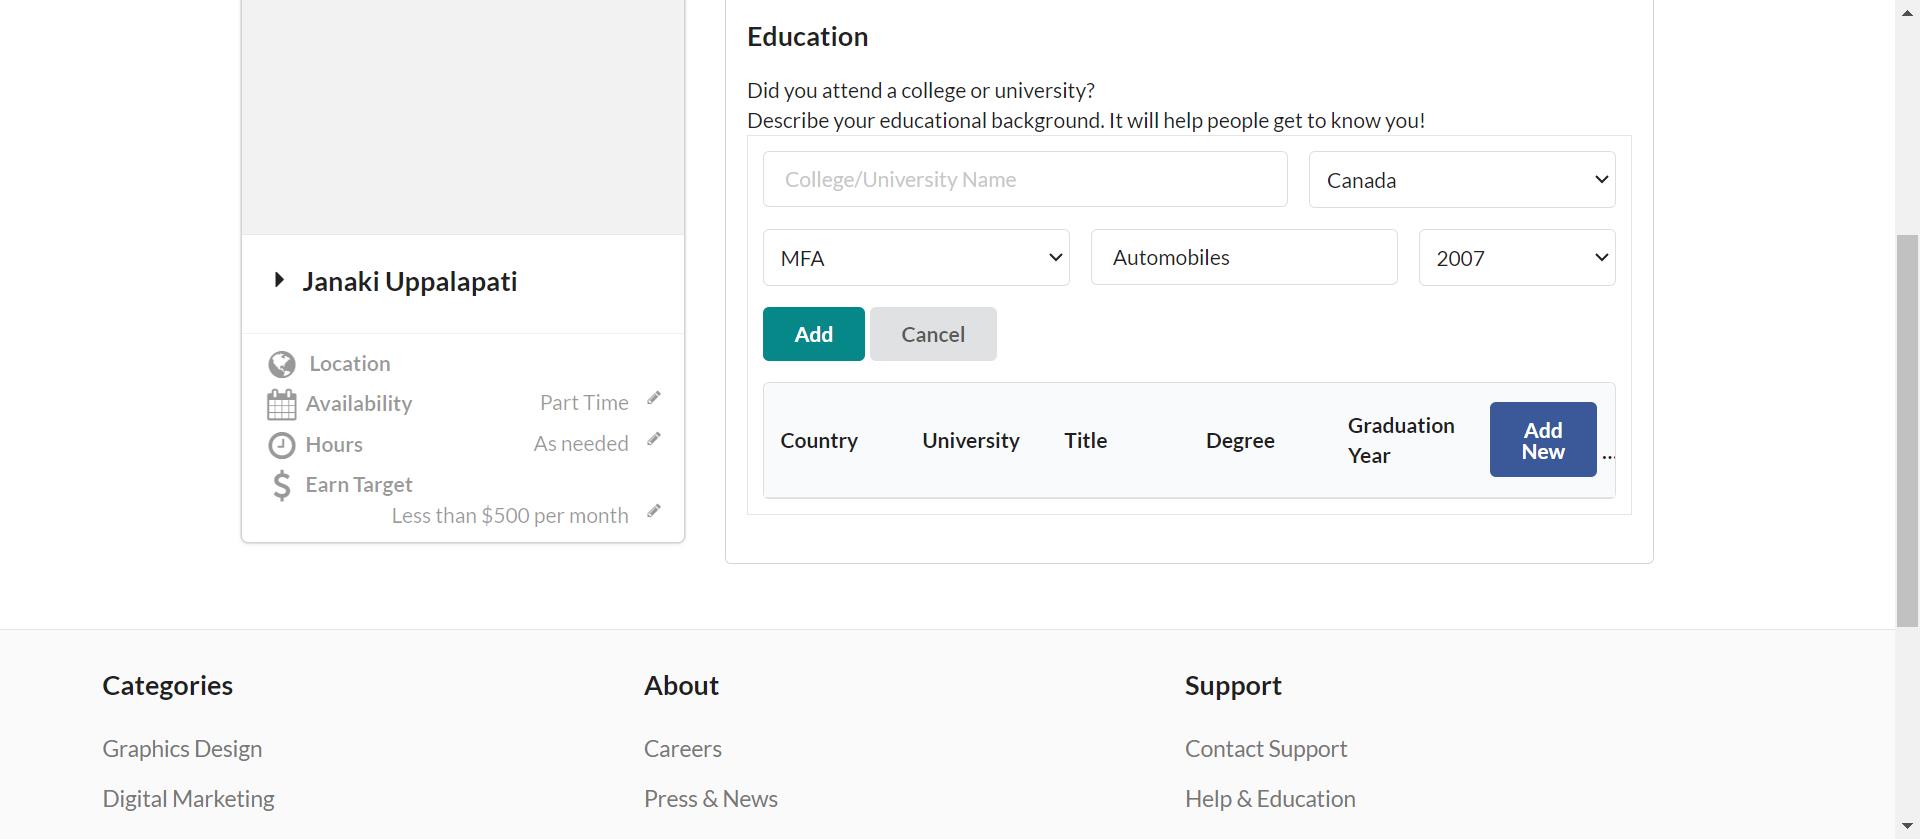 Education
Did you attend a college or university?
Describe your educational background. It will help people get to know you!
College/University Name
Canada
MFA
Automobiles
2007
Add
Cancel
Country
University
Title
Degree
Graduation
Year
Add
New
...
Janaki Uppalapati
Location
Availability
Part Time
Hours
As needed
Earn Target
Less than $500 per month
Categories
About
Support
Graphics Design
Careers
Contact Support
Digital Marketing
Press & News
Help & Education